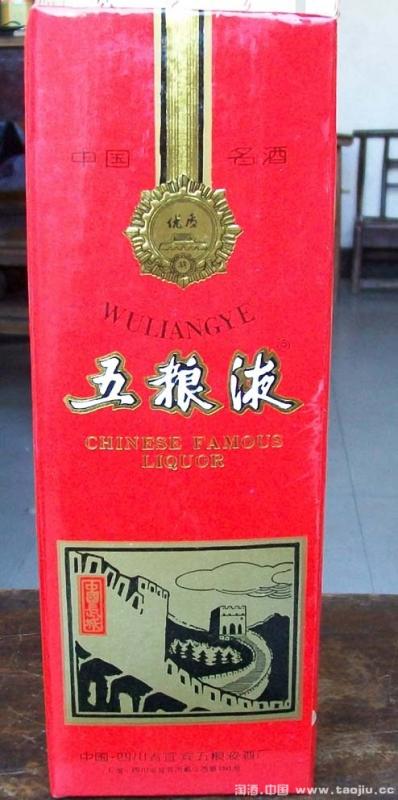 中国 名酒
优质
WULIANGYE
五粮液
CHINESE FAMOUS
LIQUOR
中国长城
中国·四川省宜宾五粮液酒厂
淘酒.中国 www.taojiu.cc